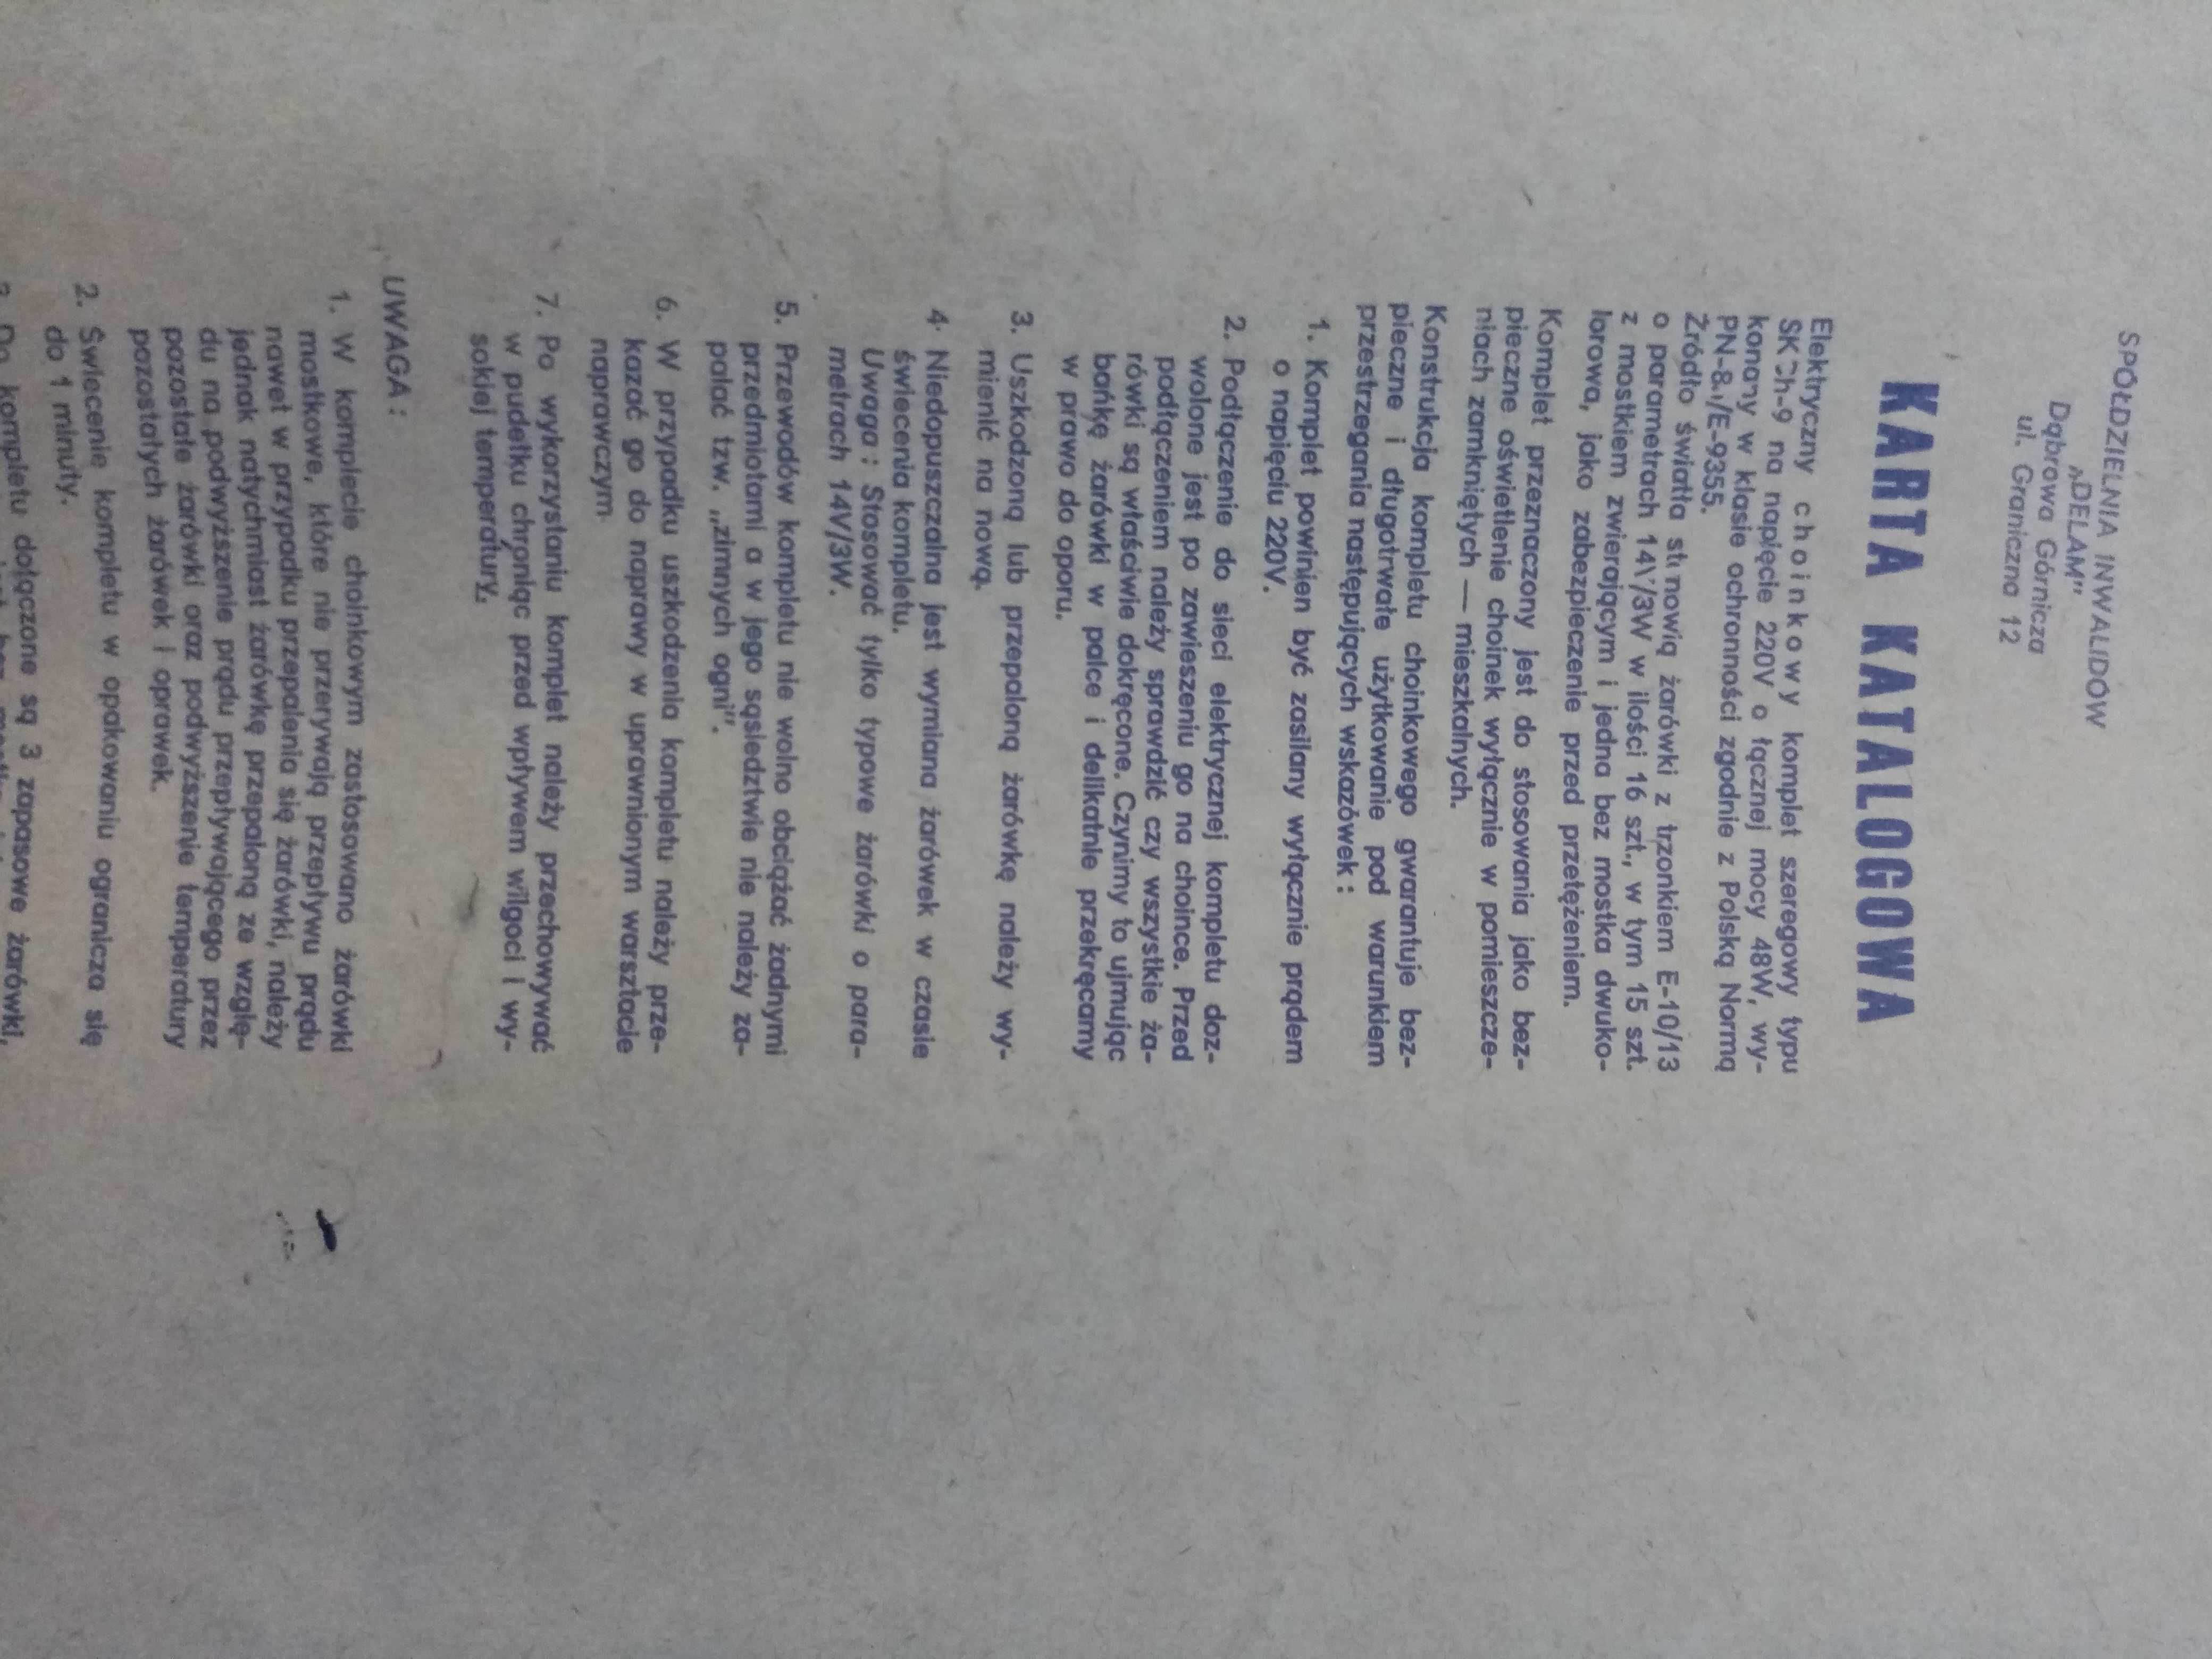 SPÓŁDZIELNIA INWALIDÓW
„DELAM"
Dąbrowa Górnicza
ul. Graniczna 12
KARTA KATALOGOWA
Elektryczny choinkowy komplet szeregowy typu
SKCh-9 na napięcie 220V o łącznej mocy 48W, wy-
konany w klasie ochronności zgodnie z Polską Normą
/E-9355.
Źródło światła stanowią żarówki z trzonkiem E-10/13
o parametrach 14V/3W w ilości 16 szt., w tym 15 szt.
z mostkiem zwierającym i jedna bez mostka dwuko-
lorowa, jako zabezpieczenie przed przetężeniem.
Komplet przeznaczony jest do stosowania jako bez-
pieczne oświetlenie choinek wyłącznie w pomieszcze-
niach zamkniętych — mieszkalnych.
Konstrukcja kompletu choinkowego gwarantuje bez-
pieczne i długotrwałe użytkowanie pod warunkiem
przestrzegania następujących wskazówek :
1. Komplet powinien być zasilany wyłącznie prądem
o napięciu 220V.
2. Podłączenie do sieci elektrycznej kompletu doz-
wolone jest po zawieszeniu go na choince. Przed
podłączeniem należy sprawdzić czy wszystkie ża-
rówki są właściwie dokręcone. Czynimy to ujmując
bańkę żarówki w palce i delikatnie przekręcamy
w prawo do oporu.
3. Uszkodzoną lub przepaloną żarówkę należy wy-
mienić na nową.
4. Niedopuszczalna jest wymiana żarówek w czasie
świecenia kompletu.
Uwaga : Stosować tylko typowe żarówki o para-
metrach 14V/3W.
5. Przewodów kompletu nie wolno obciążać żadnymi
przedmiotami a w jego sąsiedztwie nie należy za-
palać tzw. „zimnych ogni".
6. W przypadku uszkodzenia kompletu należy prze-
kazać go do naprawy w uprawnionym warsztacie
naprawczym
7. Po wykorzystaniu komplet należy przechowywać
w pudełku chroniąc przed wpływem wilgoci i wy-
sokiej temperatury.
UWAGA :
1. W komplecie choinkowym zastosowano żarówki
mostkowe, które nie przerywają przepływu prądu
nawet w przypadku przepalenia się żarówki, należy
jednak natychmiast żarówkę przepaloną ze wzglę-
du na podwyższenie prądu przepływającego przez
pozostałe żarówki oraz podwyższenie temperatury
pozostałych żarówek i oprawek.
2. Świecenie kompletu w opakowaniu ogranicza się
do 1 minuty.
3. Do kompletu dołączone są 3 zapasowe żarówki,